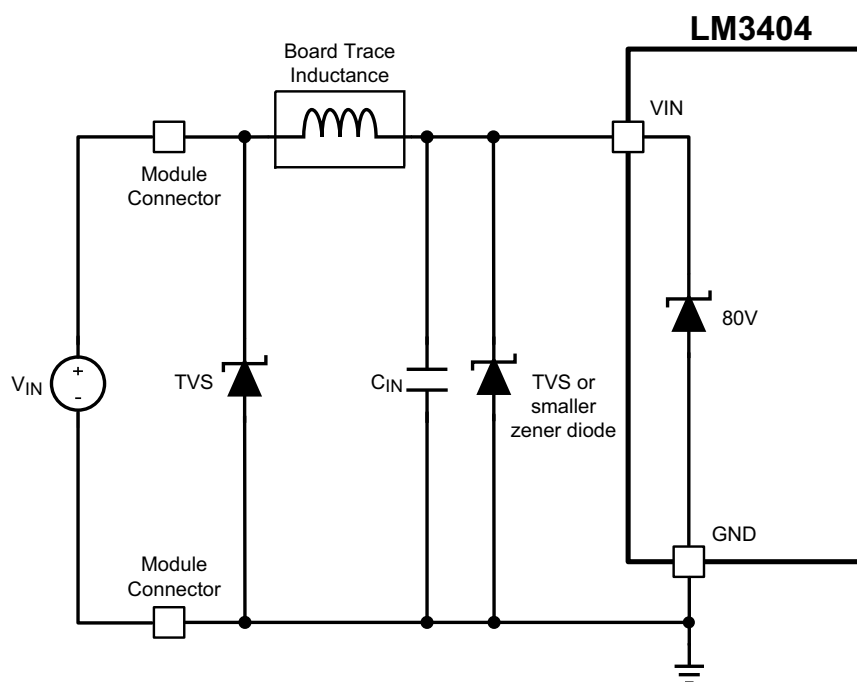 LM3404
Board Trace
Inductance
VIN
Module
Connector
80V
VIN
+
-
TVS
CIN
TVS or
smaller
zener diode
GND
Module
Connector